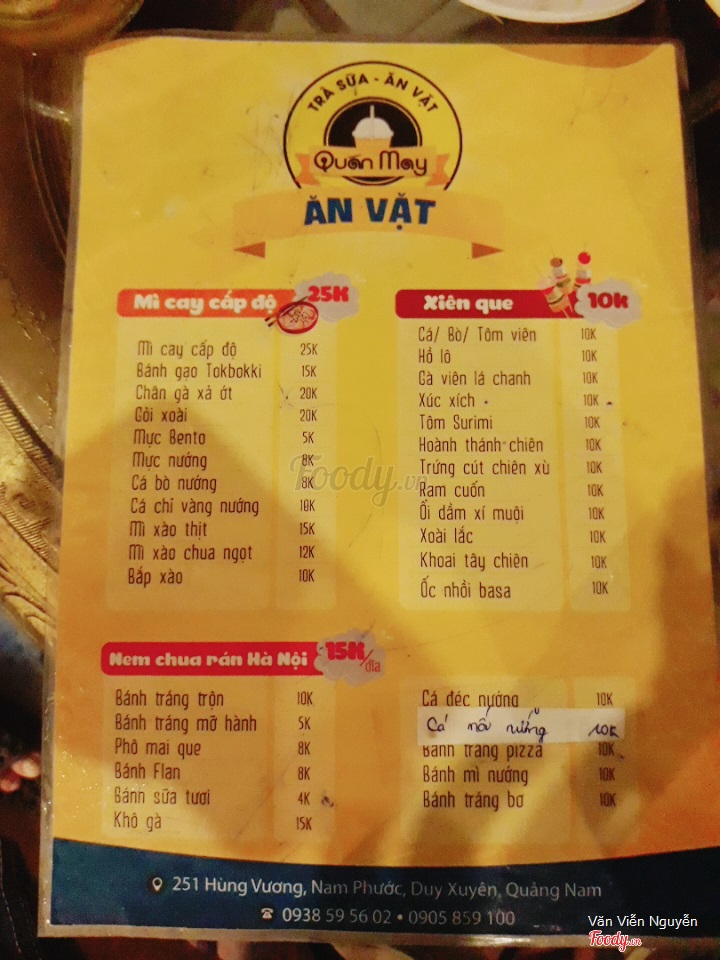 TRÀ SỮA - ĂN VẶT
Quán May
ĂN VẶT
Mì cay cấp độ 25K
Mì cay cấp độ 25K
Bánh gạo Tokbokki 15K
Chân gà xả ớt 20K
Gỏi xoài 20K
Mực Bento 5K
Mực nướng 8K
Cá bò nướng 8K
Cá chỉ vàng nướng 10K
Mì xào thịt 15K
Mì xào chua ngọt 12K
Bắp xào 10K
Xiên que 10k
Cá/ Bò/ Tôm viên 10K
Hồ lô 10K
Gà viên lá chanh 10K
Xúc xích 10K
Tôm Surimi 10K
Hoành thánh chiên 10K
Trứng cút chiên xù 10K
Ram cuốn 10K
Ổi dầm xí muội 10K
Xoài lắc 10K
Khoai tây chiên 10K
Ốc nhồi basa 10K
Nem chua rán Hà Nội 15K/dĩa
Bánh tráng trộn 10K
Bánh tráng mỡ hành 5K
Phô mai que 8K
Bánh Flan 8K
Bánh sữa tươi 4K
Khô gà 15K
Cá đéc nướng 10K
Cá mối nướng 10K
Bánh tráng pizza 10K
Bánh mì nướng 10K
Bánh tráng bơ 10K
251 Hùng Vương, Nam Phước, Duy Xuyên, Quảng Nam
0938 59 56 02 • 0905 859 100
Foody.vn
Văn Viễn Nguyễn
Foody.vn